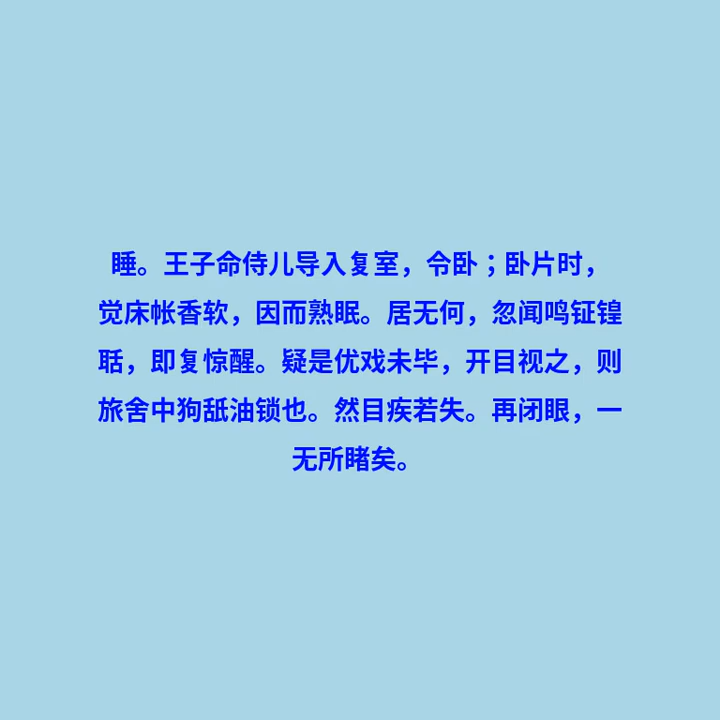 睡。王子命侍儿导入复室，令卧；卧片时，
觉床帐香软，因而熟眠。居无何，忽闻鸣钲锽
聒，即复惊醒。疑是优戏未毕，开目视之，则
旅舍中狗舐油锁也。然目疾若失。再闭眼，一
无所睹矣。